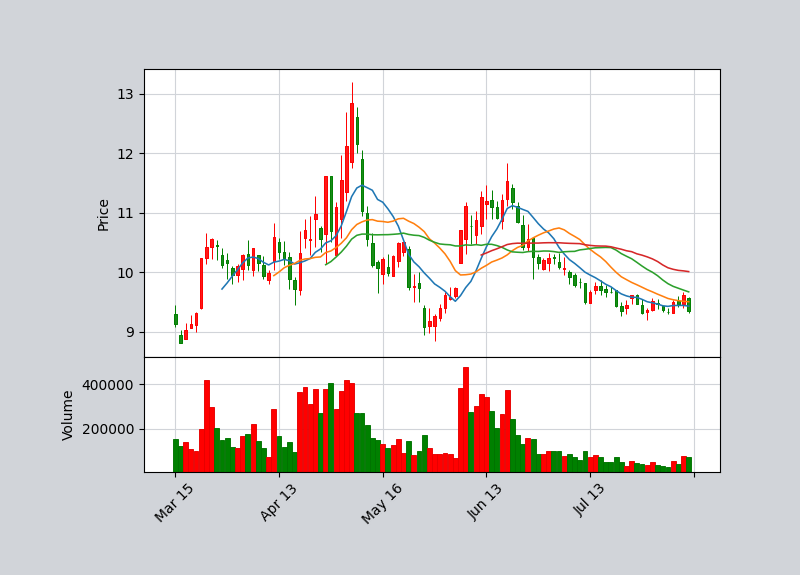 13
12
11
10
9
Price
400000
200000
Volume
Mar 15
Apr 13
May 16
Jun 13
Jul 13